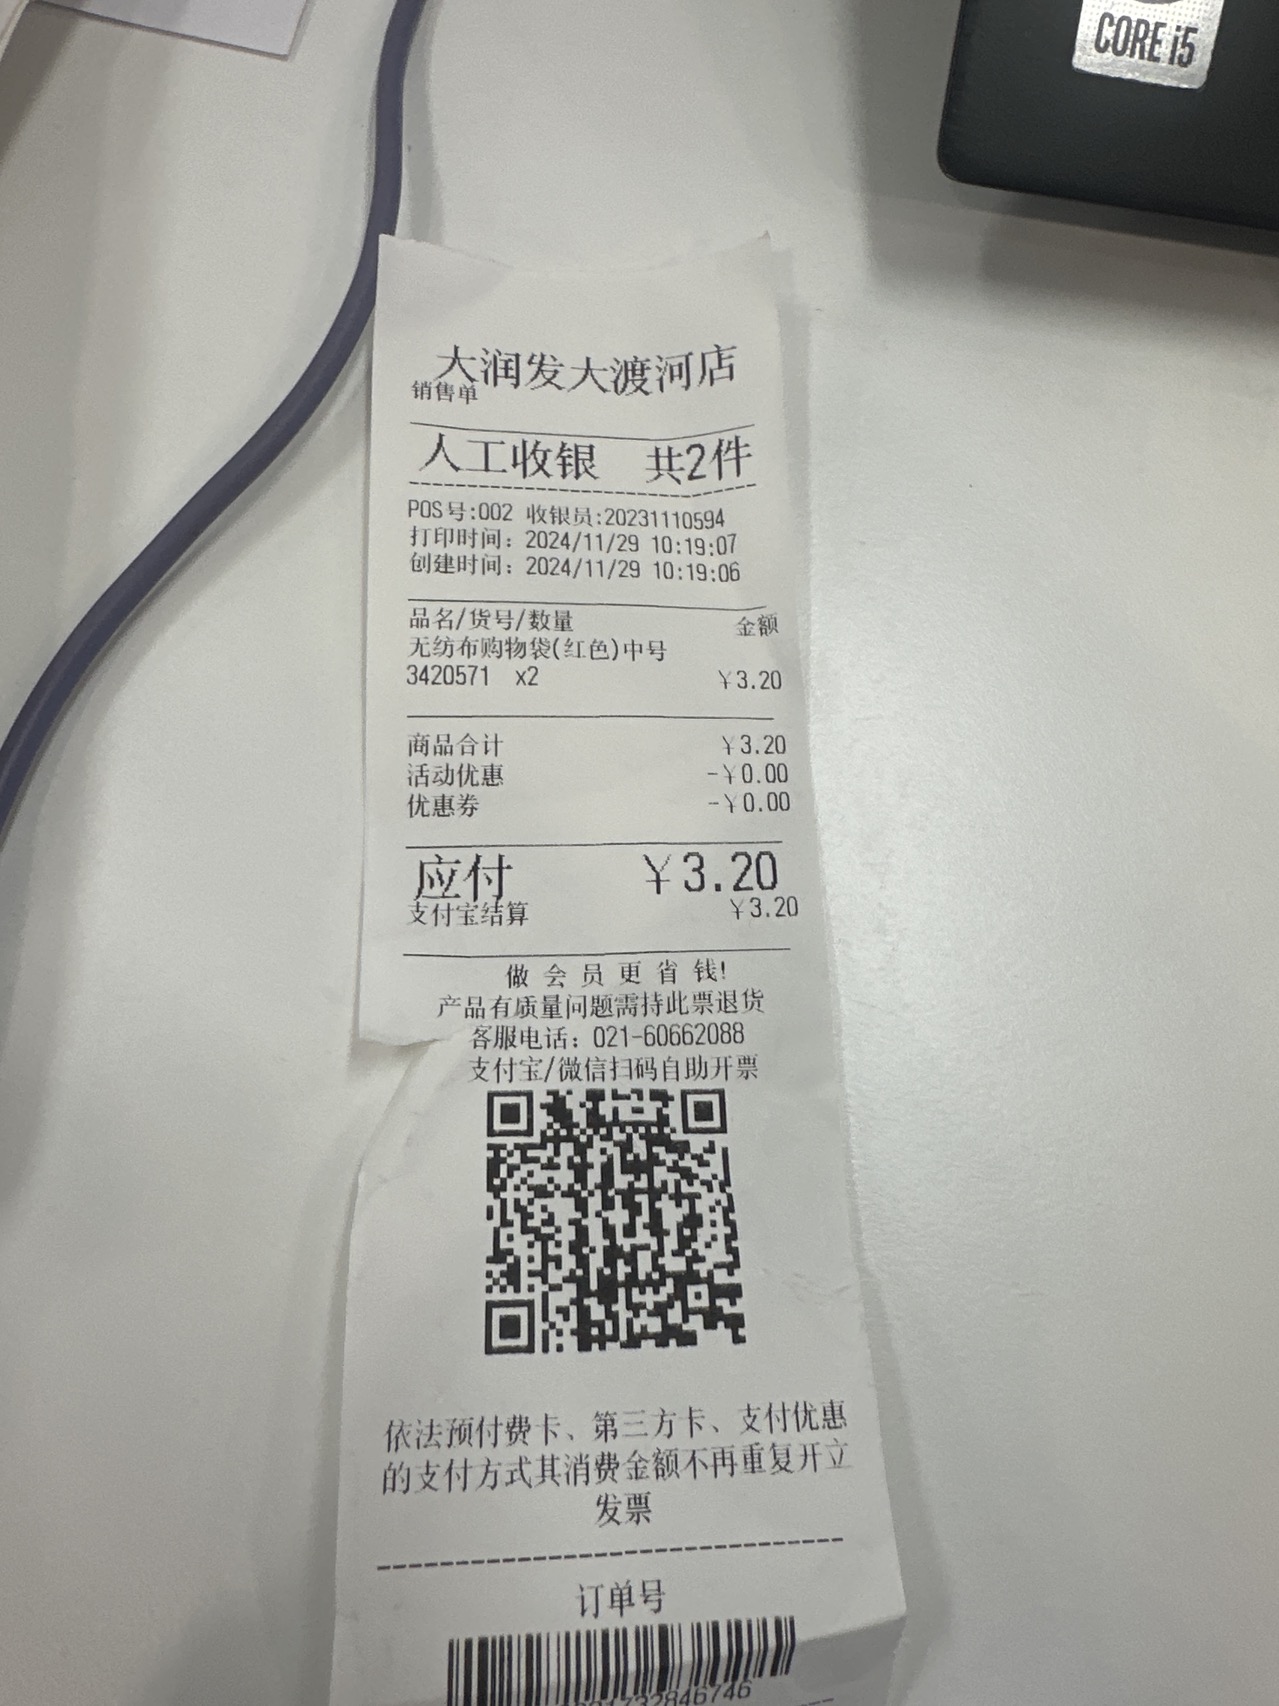 CORE i5
大润发大渡河店
销售单
人工收银 共2件
POS号:002 收银员:20231110594
打印时间：2024/11/29 10:19:07
创建时间：2024/11/29 10:19:06
品名/货号/数量 金额
无纺布购物袋(红色)中号
3420571 x2 ￥3.20
商品合计 ￥3.20
活动优惠 -￥0.00
优惠券 -￥0.00
应付 ￥3.20
支付宝结算 ￥3.20
做会员更省钱!
产品有质量问题需持此票退货
客服电话：021-60662088
支付宝/微信扫码自助开票
依法预付费卡、第三方卡、支付优惠
的支付方式其消费金额不再重复开立
发票
订单号